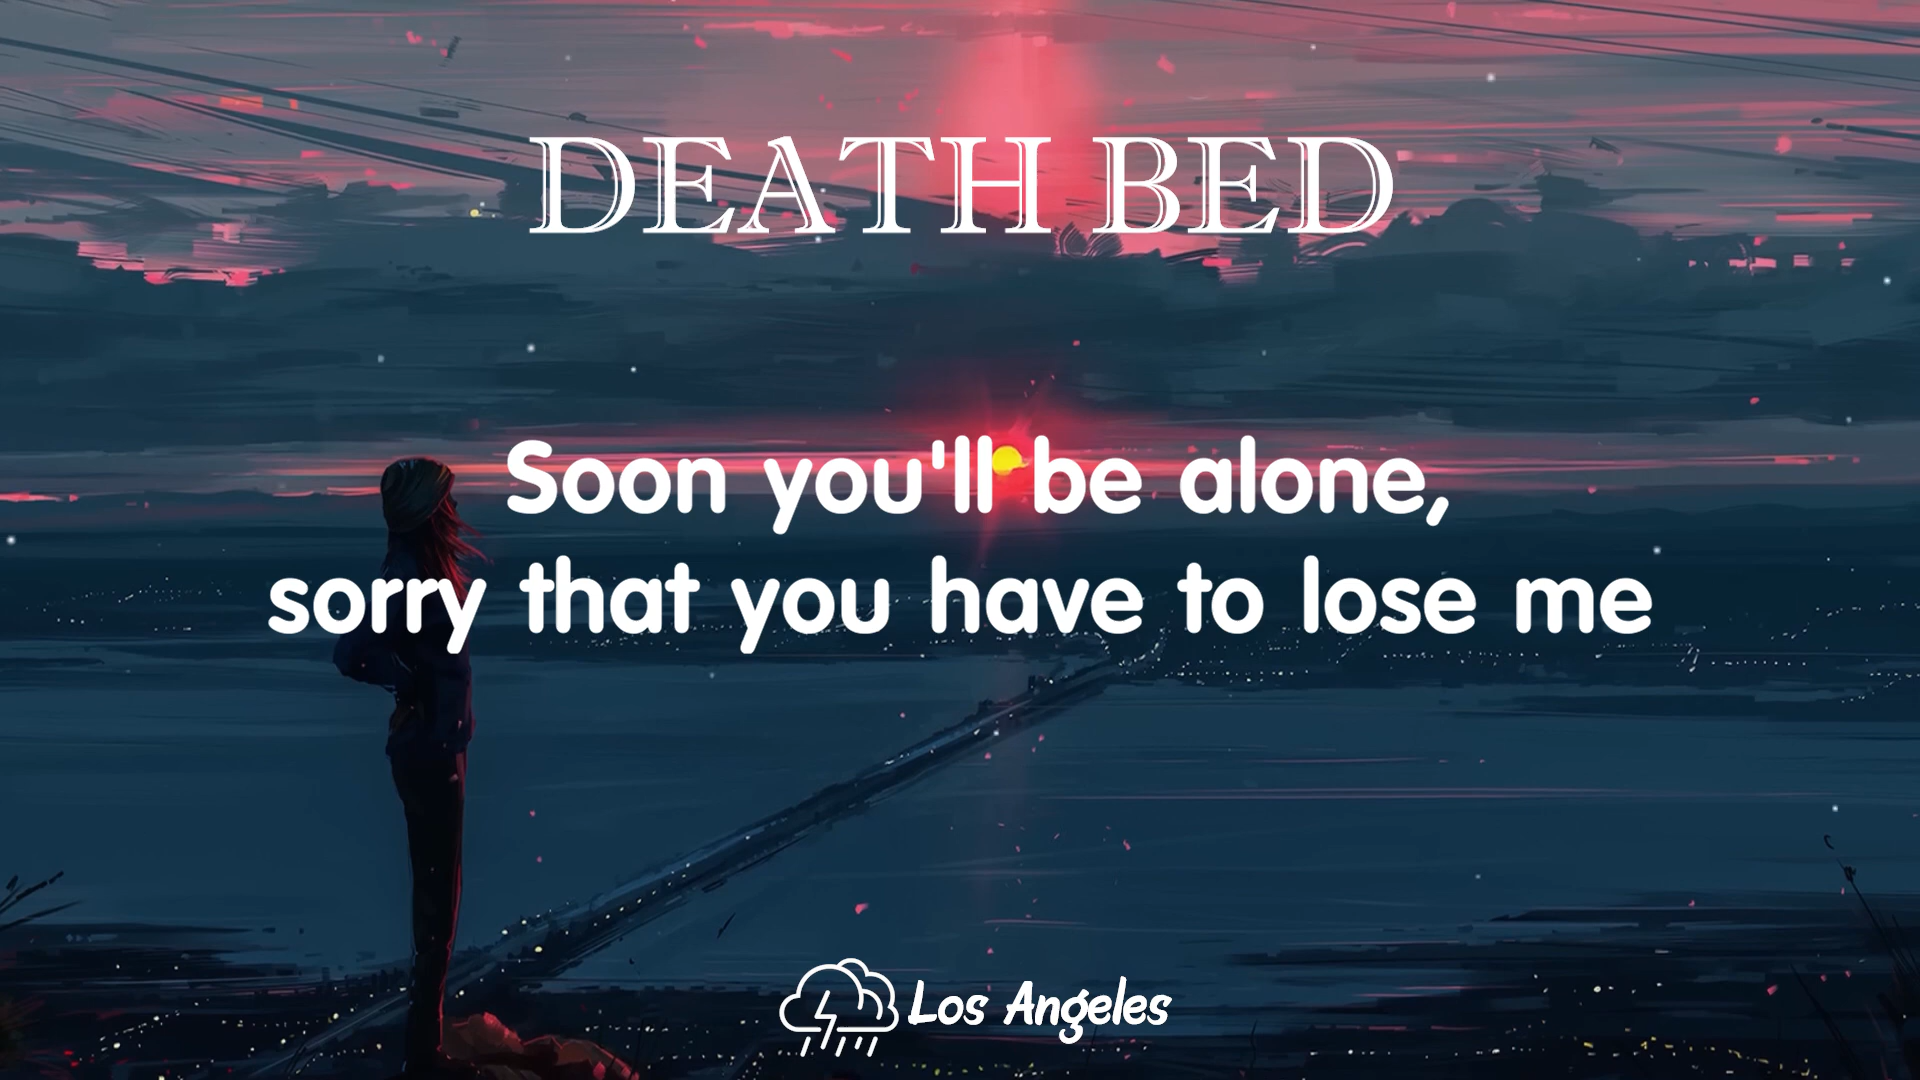 DEATH BED
Soon you'll be alone,
sorry that you have to lose me
Los Angeles